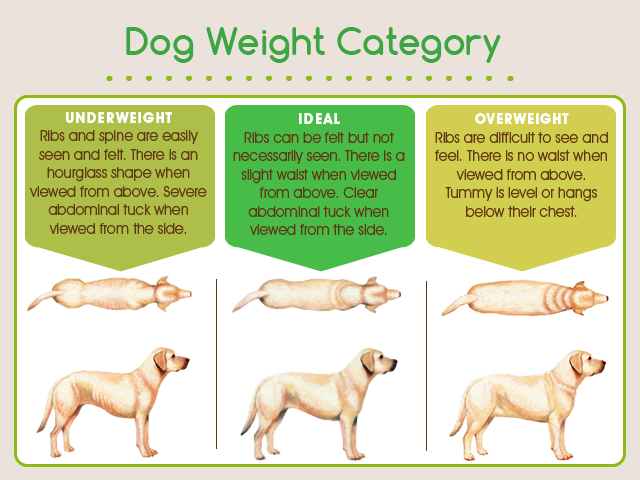 Dog Weight Category
UNDERWEIGHT
Ribs and spine are easily
seen and felt. There is an
hourglass shape when
viewed from above. Severe
abdominal tuck when
viewed from the side.
IDEAL
Ribs can be felt but not
necessarily seen. There is a
slight waist when viewed
from above. Clear
abdominal tuck when
viewed from the side.
OVERWEIGHT
Ribs are difficult to see and
feel. There is no waist when
viewed from above.
Tummy is level or hangs
below their chest.